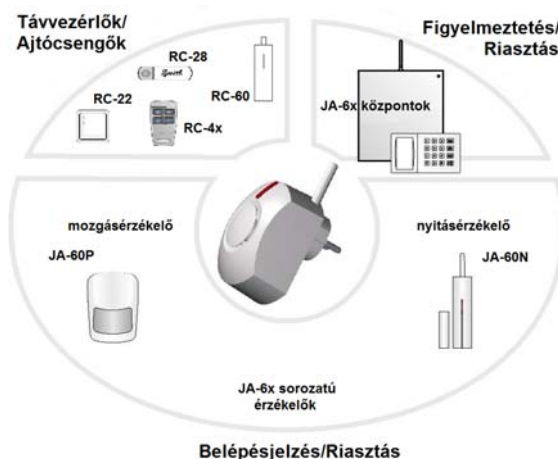 Távvezérlők/
Ajtócsengők
RC-28
RC-60
RC-22
RC-4x
Figyelmeztetés/
Riasztás
JA-6x központok
mozgásérzékelő
JA-60P
nyitásérzékelő
JA-60N
JA-6x sorozatú
érzékelők
Belépésjelzés/Riasztás